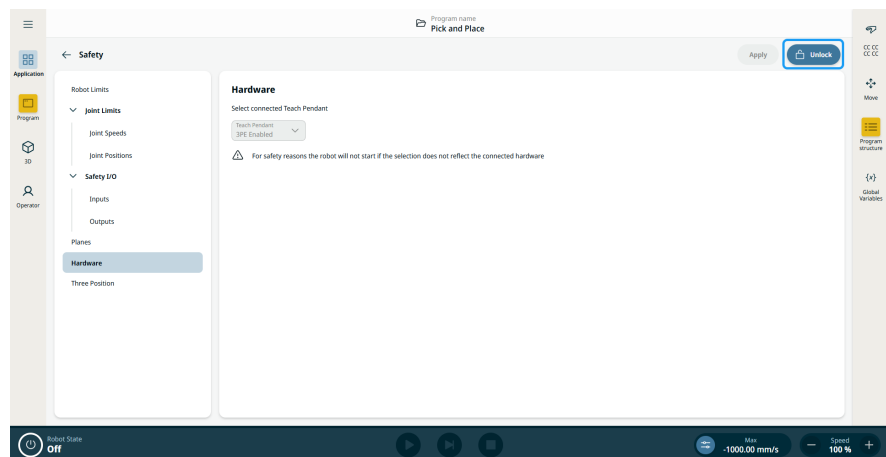 Program name
Pick and Place
Application
Program
3D
Operator
Safety
Apply
Unlock
Robot Limits
Joint Limits
Joint Speeds
Joint Positions
Safety I/O
Inputs
Outputs
Planes
Hardware
Three Position
Hardware
Select connected Teach Pendant
Teach Pendant
3PE Enabled
For safety reasons the robot will not start if the selection does not reflect the connected hardware
CC CC
CC CC
Move
Program
structure
{x}
Global
Variables
Robot State
Off
Max
-1000.00 mm/s
Speed
100 %